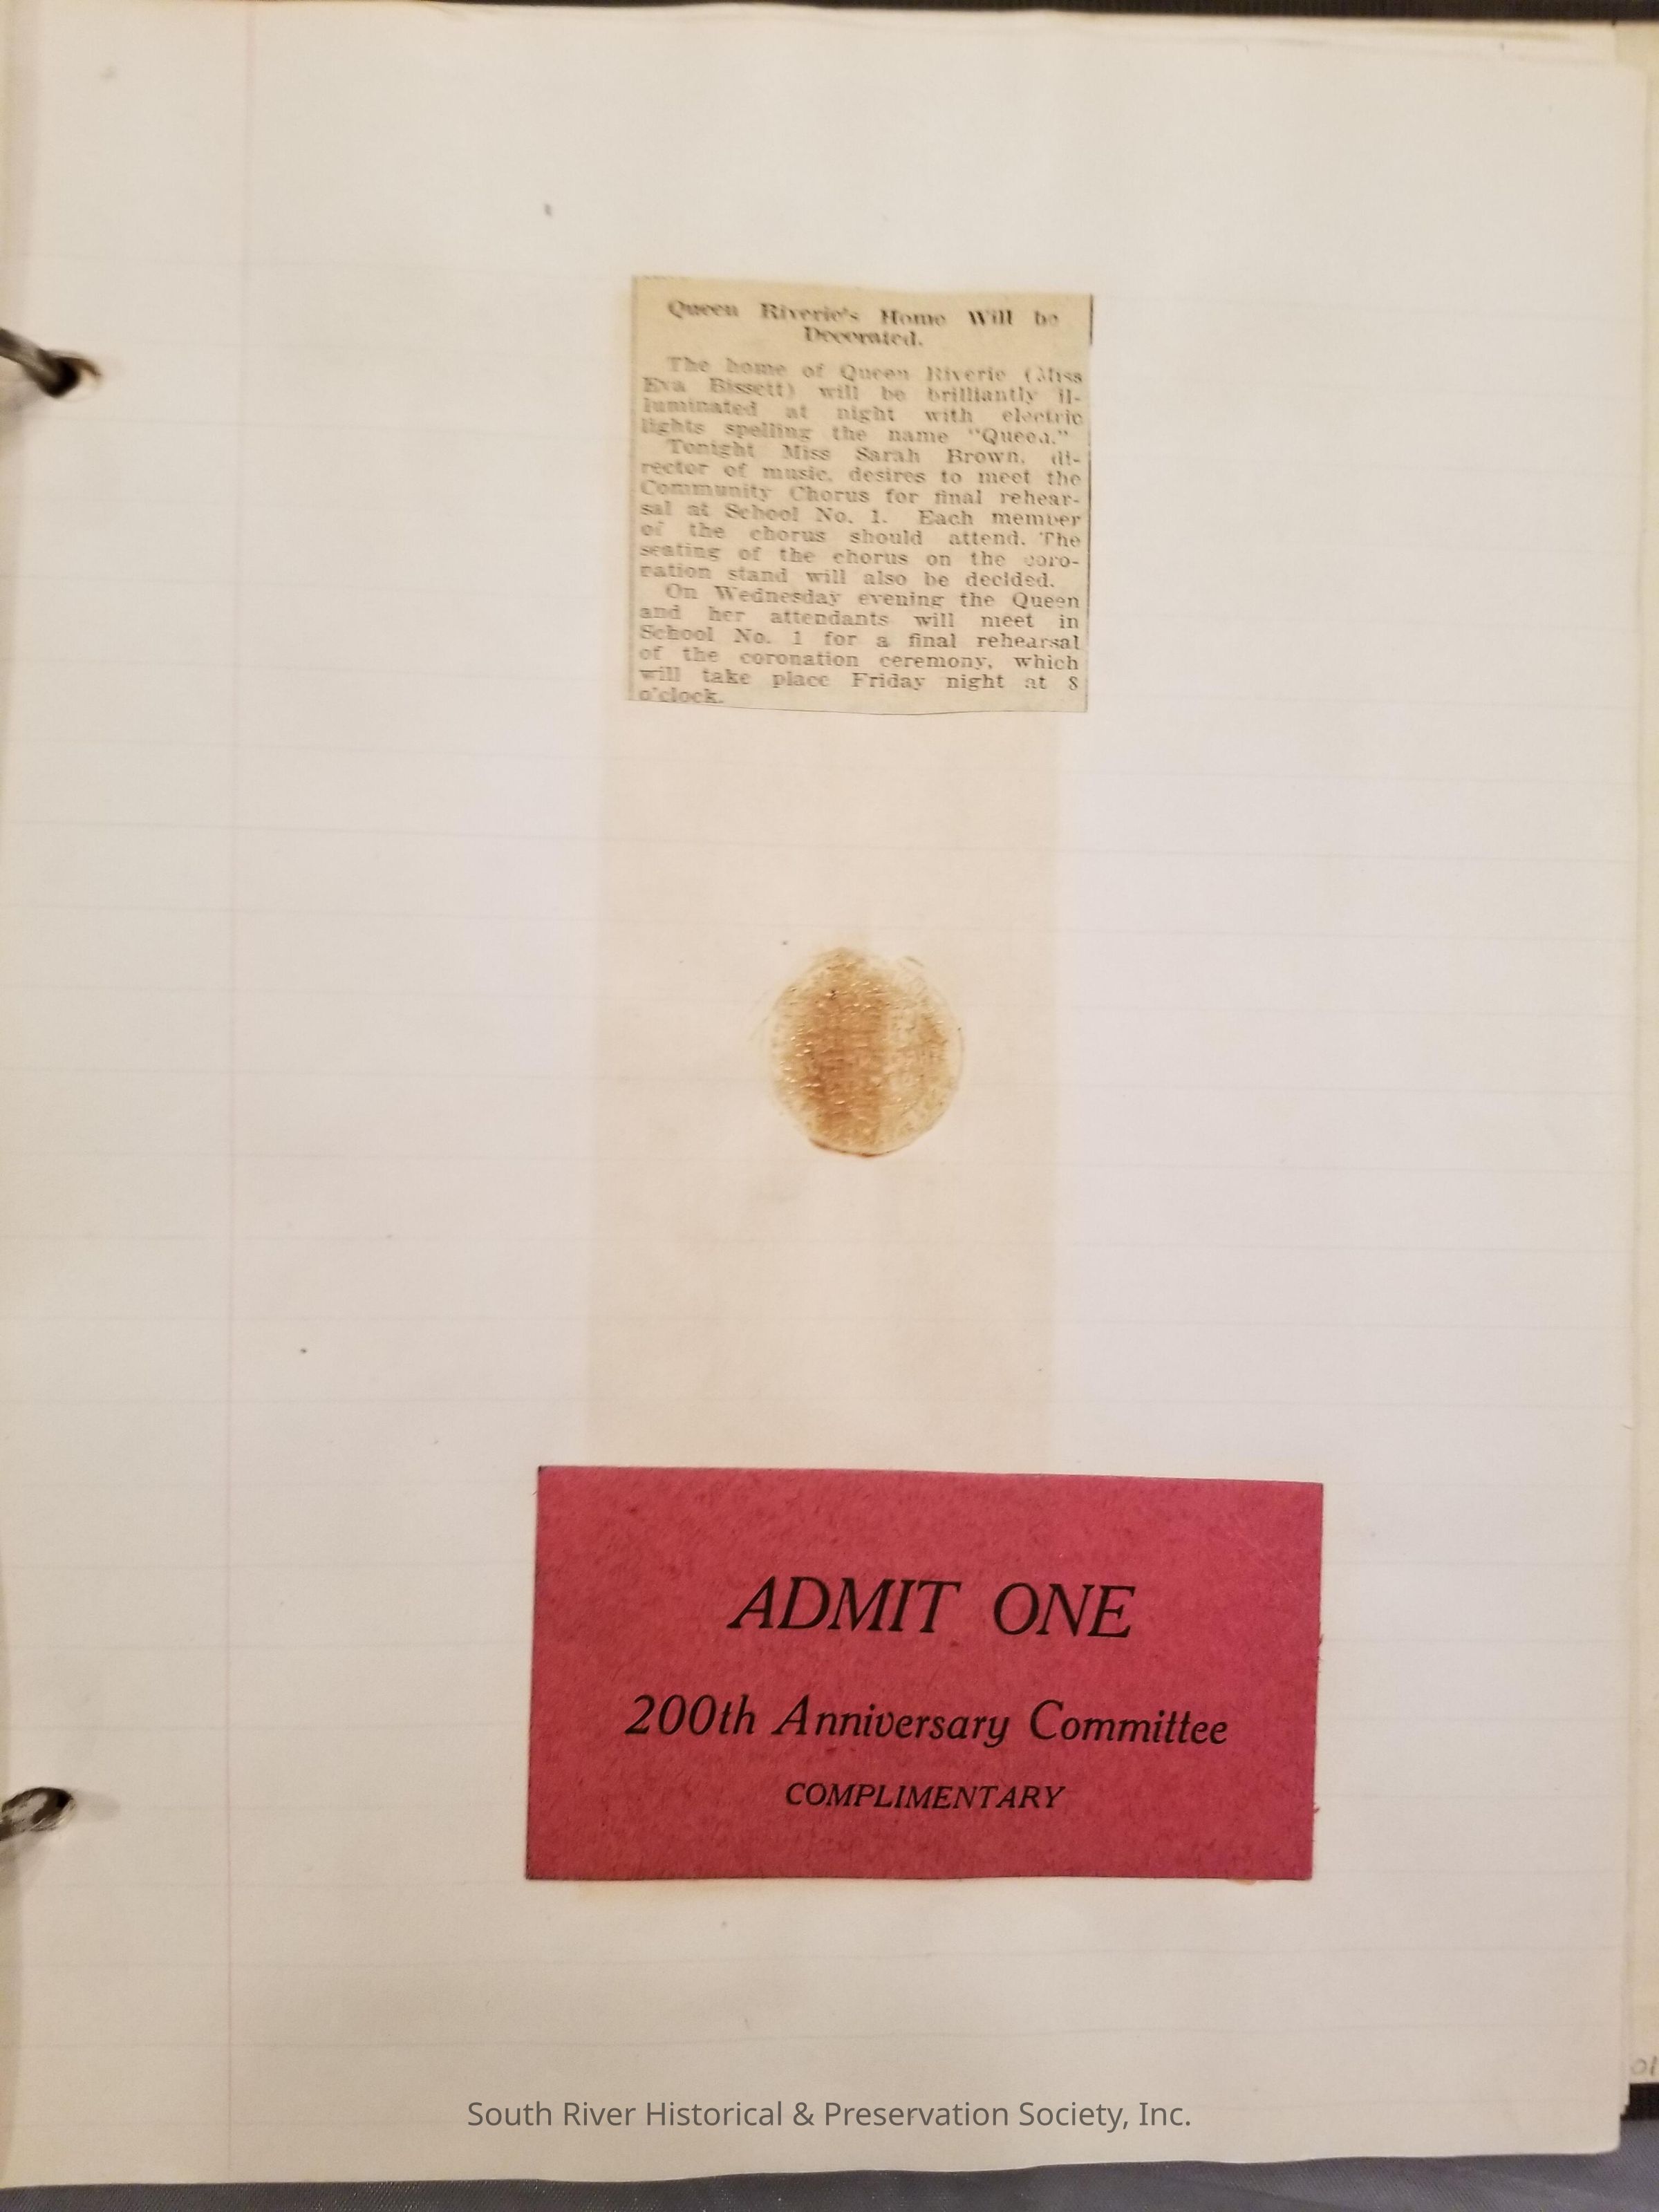 Queen Riverie's Home Will be
Decorated.
The home of Queen Riverie (Miss
Eva Bissett) will be brilliantly il-
luminated at night with electric
lights spelling the name "Queen."
Tonight Miss Sarah Brown, di-
rector of music, desires to meet the
Community Chorus for final rehear-
sal at School No. 1. Each member
of the chorus should attend. The
seating of the chorus on the coro-
nation stand will also be decided.
On Wednesday evening the Queen
and her attendants will meet in
School No. 1 for a final rehearsal
of the coronation ceremony, which
will take place Friday night at 8
o'clock.
ADMIT ONE
200th Anniversary Committee
COMPLIMENTARY
South River Historical & Preservation Society, Inc.